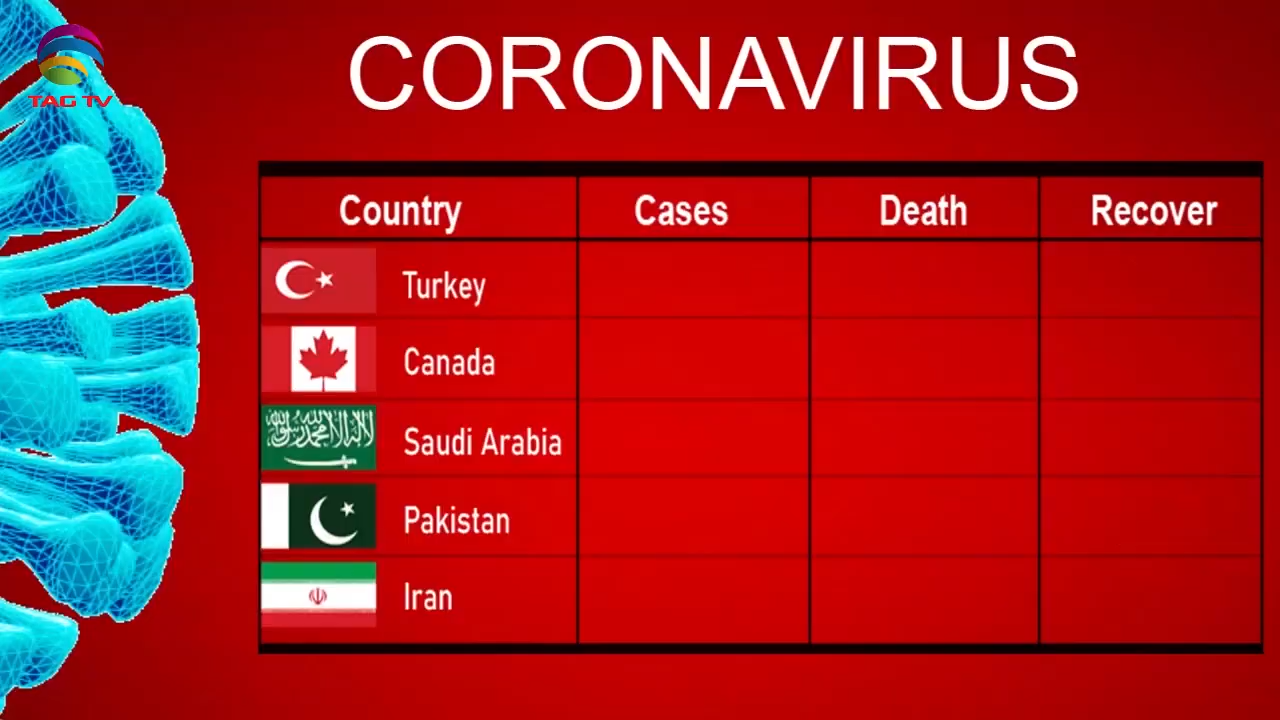 TAG TV
CORONAVIRUS
Country Cases Death Recover
Turkey
Canada
Saudi Arabia
Pakistan
Iran